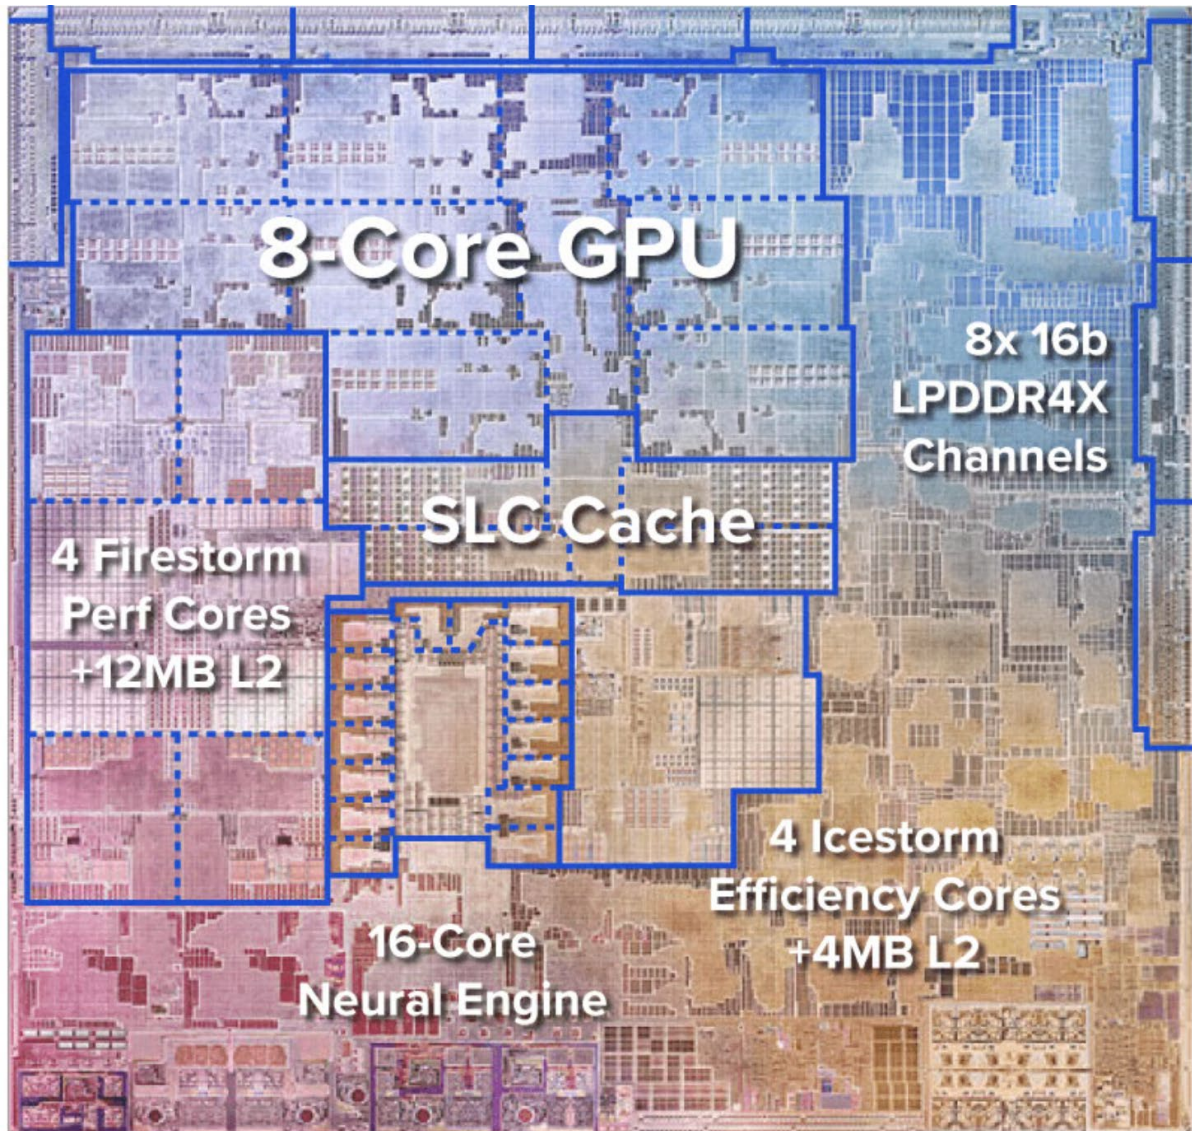 8-Core GPU
8x 16b
LPDDR4X
Channels
SLC Cache
4 Firestorm
Perf Cores
+12MB L2
4 Icestorm
Efficiency Cores
+4MB L2
16-Core
Neural Engine